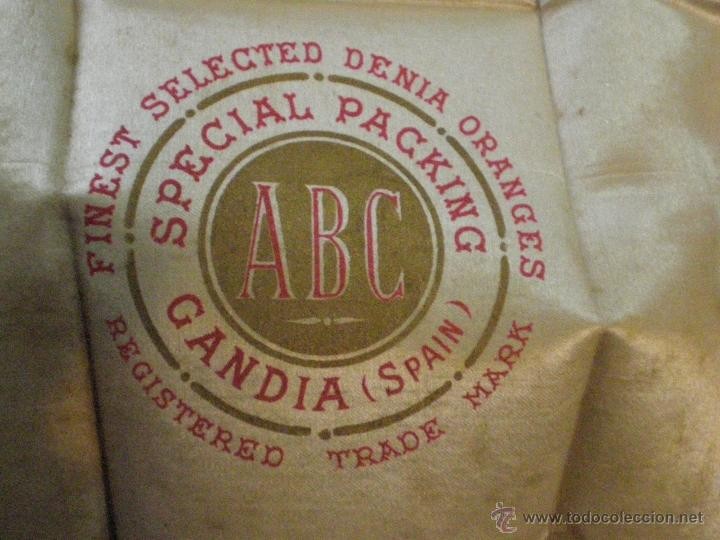 FINEST SELECTED DENIA ORANGES
SPECIAL PACKING
ABC
GANDIA (SPAIN)
REGISTERED TRADE MARK
© www.todocoleccion.net